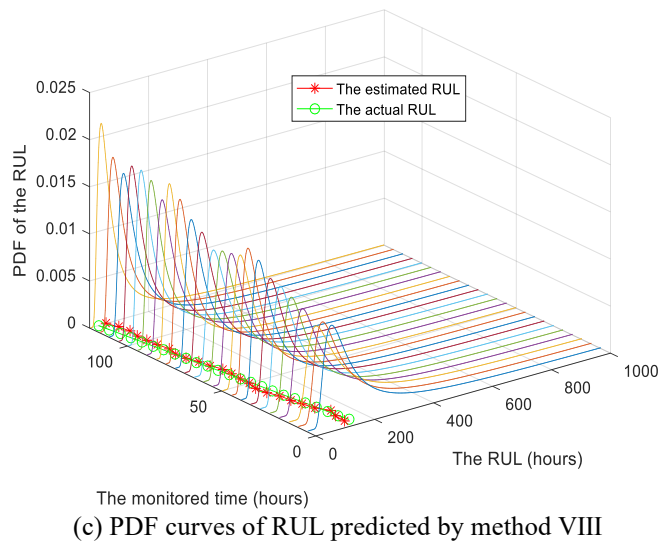 0.025
The estimated RUL
The actual RUL
0.02
0.015
PDF of the RUL
0.01
0.005
0
100
50
0
0
200
400
600
800
1000
The RUL (hours)
The monitored time (hours)
(c) PDF curves of RUL predicted by method VIII